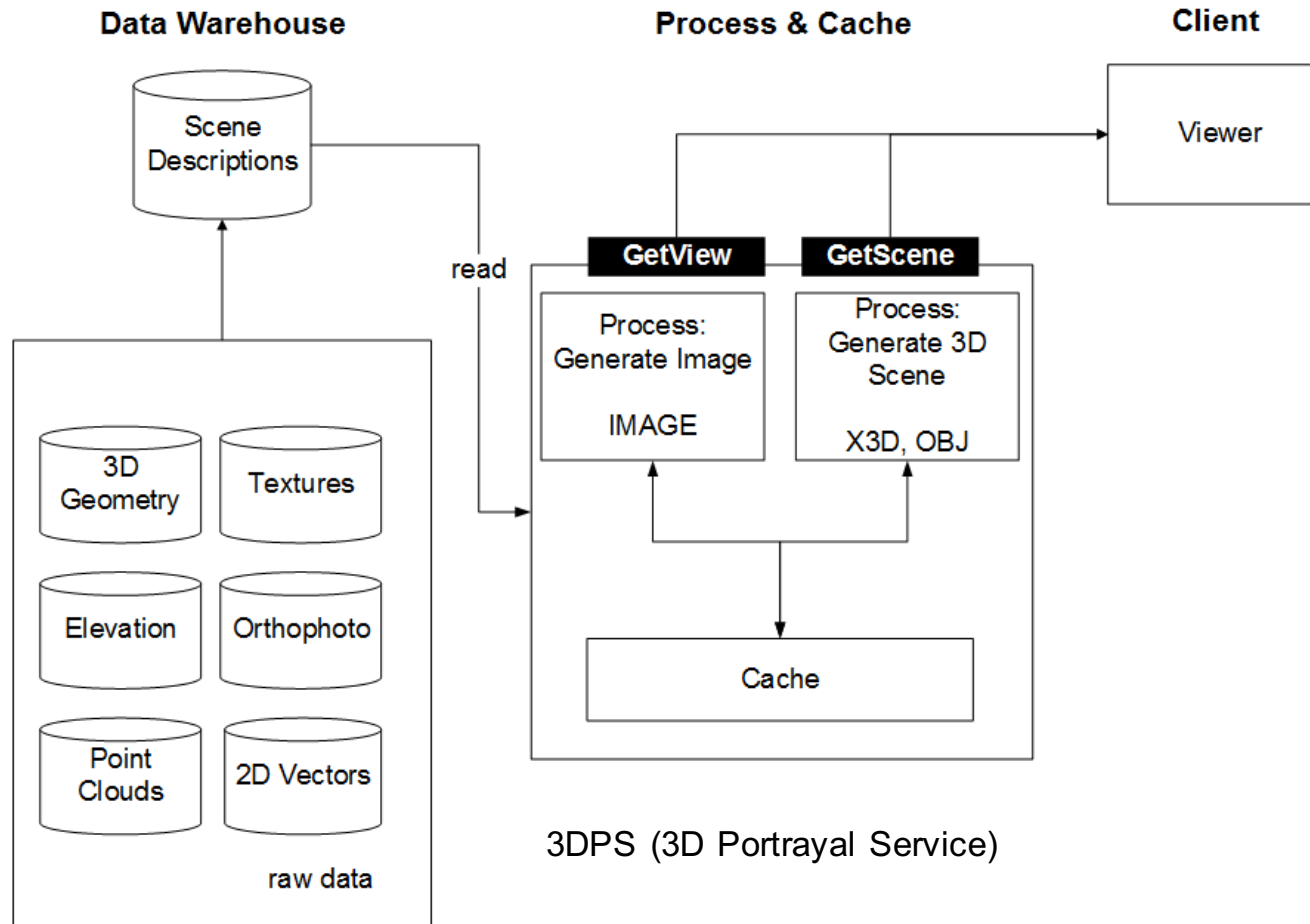 Data Warehouse
Process & Cache
Client
Scene
Descriptions
Viewer
read
GetView
GetScene
Process:
Generate Image
IMAGE
Process:
Generate 3D
Scene
X3D, OBJ
3D
Geometry
Textures
Elevation
Orthophoto
Cache
Point
Clouds
2D Vectors
raw data
3DPS (3D Portrayal Service)